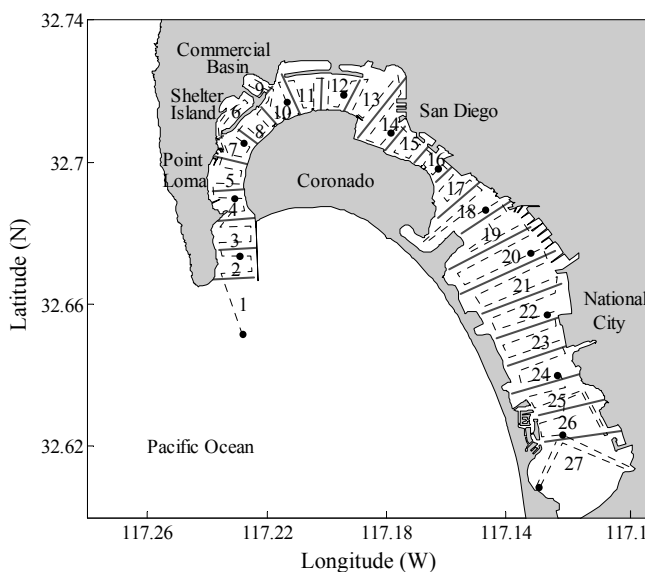 32.74
Commercial
Basin
Shelter
Island
Point
Loma
San Diego
Coronado
National
City
Pacific Ocean
32.7
32.66
32.62
Latitude (N)
1
2
3
4
5
6
7
8
9
10
11
12
13
14
15
16
17
18
19
20
21
22
23
24
25
26
27
117.26
117.22
117.18
117.14
117.1
Longitude (W)